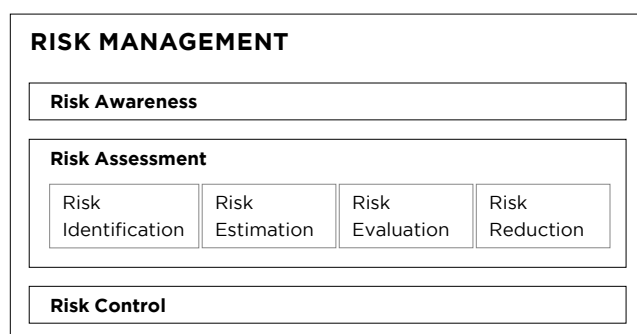 RISK MANAGEMENT
Risk Awareness
Risk Assessment
Risk
Identification
Risk
Estimation
Risk
Evaluation
Risk
Reduction
Risk Control